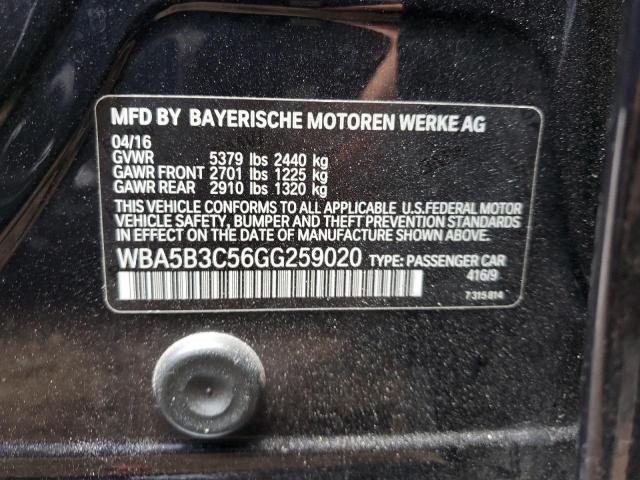 MFD BY BAYERISCHE MOTOREN WERKE AG
04/16
GVWR 5379 lbs 2440 kg
GAWR FRONT 2701 lbs 1225 kg
GAWR REAR 2910 lbs 1320 kg
THIS VEHICLE CONFORMS TO ALL APPLICABLE U.S.FEDERAL MOTOR
VEHICLE SAFETY, BUMPER AND THEFT PREVENTION STANDARDS
IN EFFECT ON THE DATE OF MANUFACTURE SHOWN ABOVE.
WBA5B3C56GG259020 TYPE: PASSENGER CAR
416/9
7315814